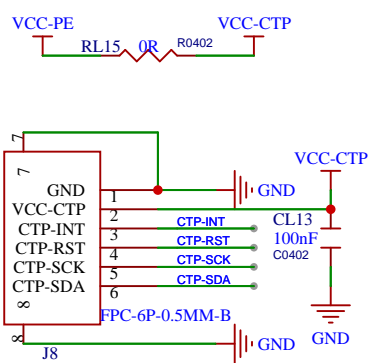 VCC-PE VCC-CTP
RL15 0R R0402
7
7
VCC-CTP
GND 1 GND
VCC-CTP 2
CTP-INT 3 CTP-INT
CTP-RST 4 CTP-RST
CTP-SCK 5 CTP-SCK
CTP-SDA 6 CTP-SDA
CL13
100nF
C0402
8
8
FPC-6P-0.5MM-B
J8 GND GND